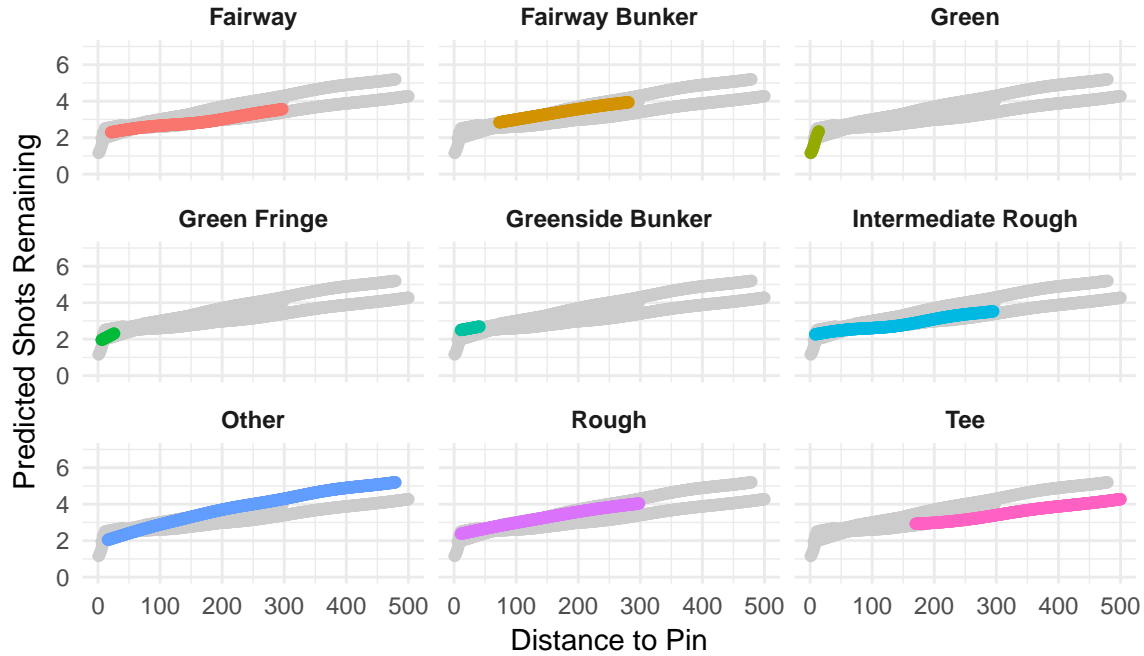 Fairway
Fairway Bunker
Green
Green Fringe
Greenside Bunker
Intermediate Rough
Other
Rough
Tee
Predicted Shots Remaining
6
4
2
0
6
4
2
0
6
4
2
0
0 100 200 300 400 500
0 100 200 300 400 500
0 100 200 300 400 500
Distance to Pin